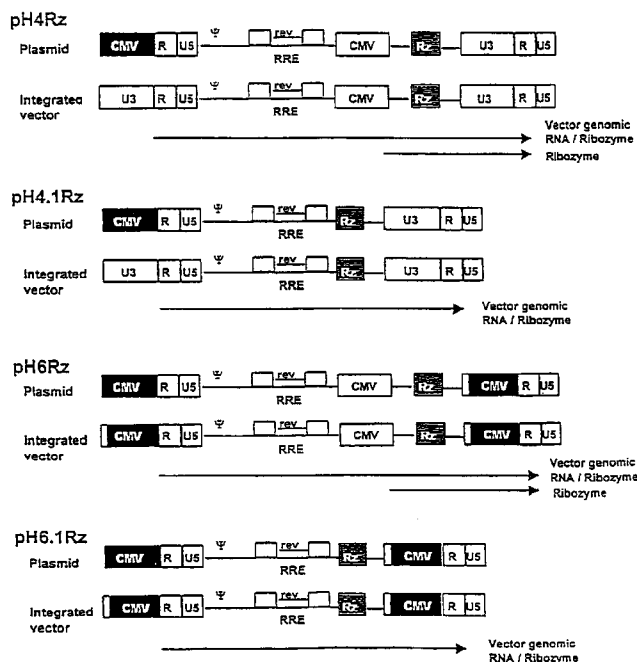 pH4Rz
Plasmid CMV R U5 Ψ rev RRE CMV Rz U3 R U5
Integrated vector U3 R U5 Ψ rev RRE CMV Rz U3 R U5
Vector genomic RNA / Ribozyme
Ribozyme
pH4.1Rz
Plasmid CMV R U5 Ψ rev RRE Rz U3 R U5
Integrated vector U3 R U5 Ψ rev RRE Rz U3 R U5
Vector genomic RNA / Ribozyme
pH6Rz
Plasmid CMV R U5 Ψ rev RRE CMV Rz CMV R U5
Integrated vector CMV R U5 Ψ rev RRE CMV Rz CMV R U5
Vector genomic RNA / Ribozyme
Ribozyme
pH6.1Rz
Plasmid CMV R U5 Ψ rev RRE Rz CMV R U5
Integrated vector CMV R U5 Ψ rev RRE Rz CMV R U5
Vector genomic RNA / Ribozyme